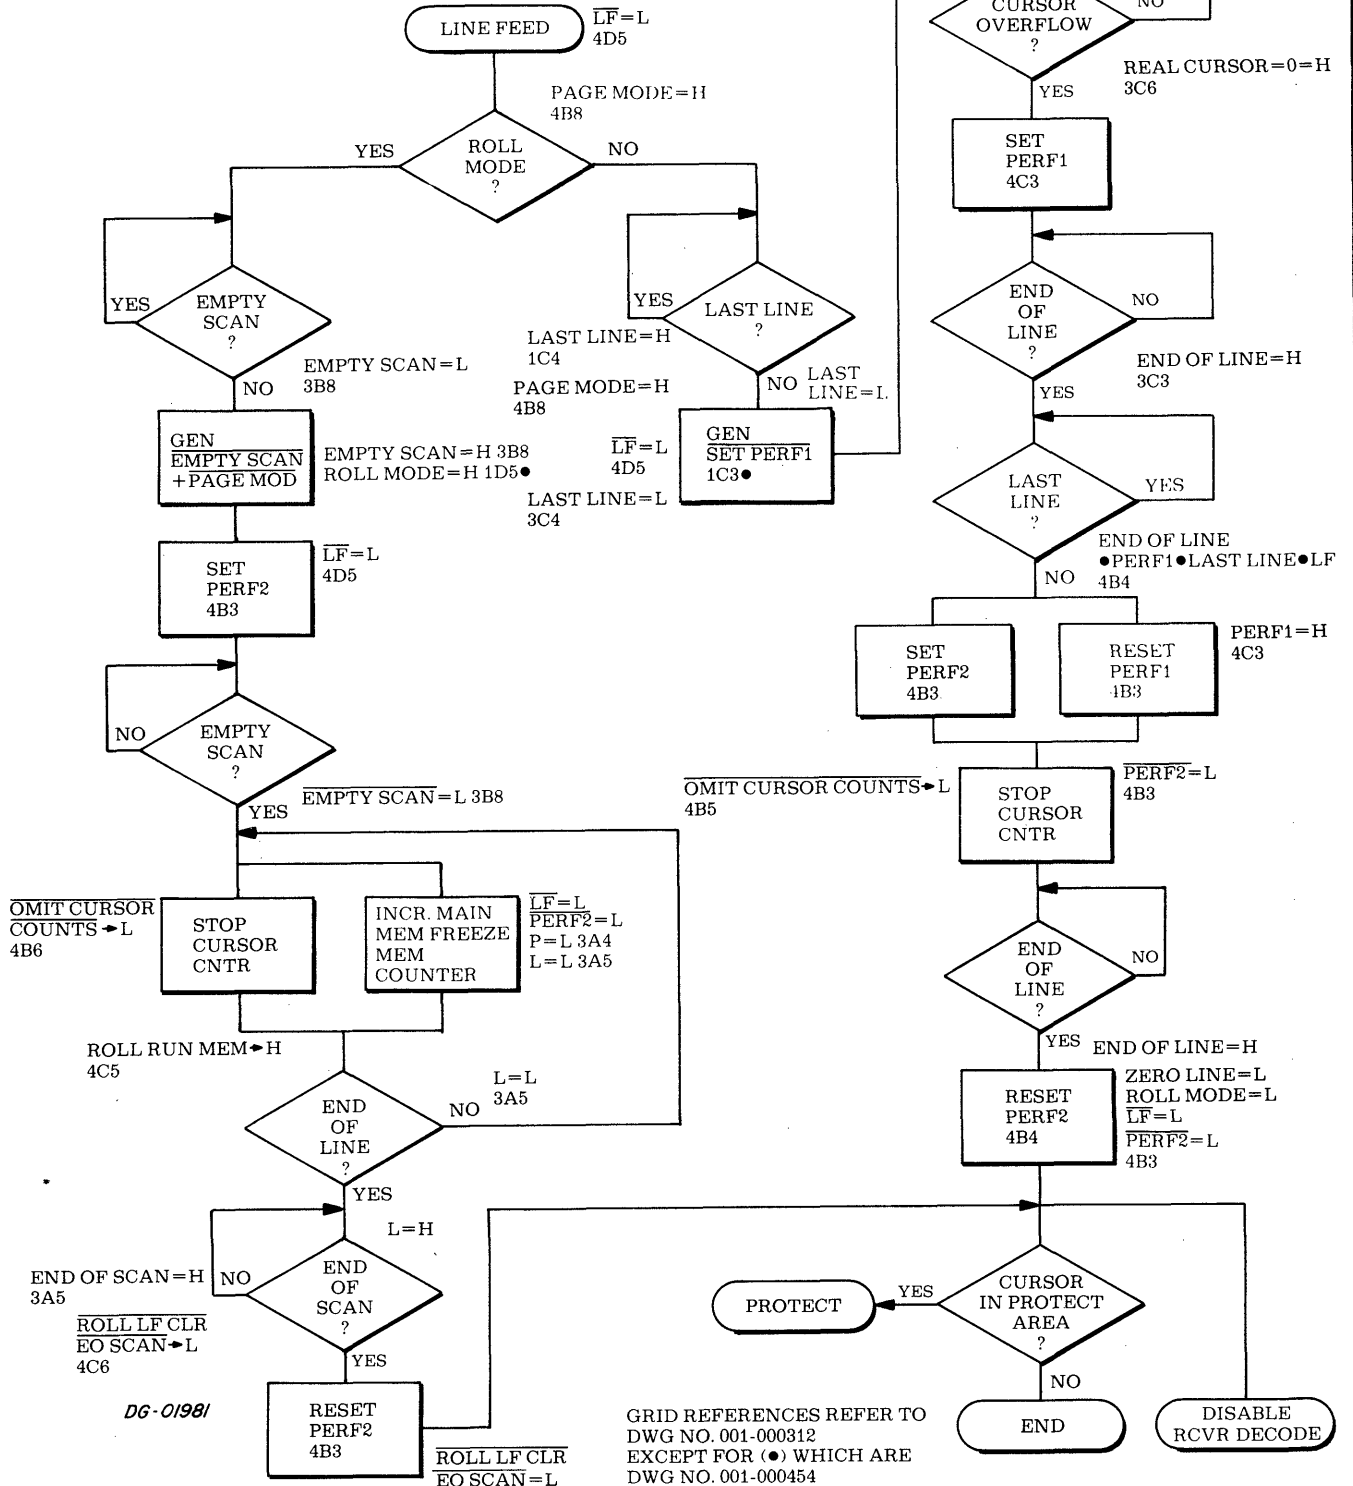 LINE FEED
LF=L
4D5
PAGE MODE=H
4B8
ROLL
MODE
?
YES
NO
EMPTY
SCAN
?
YES
NO
EMPTY SCAN=L
3B8
LAST LINE
?
YES
LAST LINE=H
1C4
PAGE MODE=H
4B8
NO
LAST
LINE=L
GEN
EMPTY SCAN
+PAGE MOD
EMPTY SCAN=H 3B8
ROLL MODE=H 1D5●
GEN
SET PERF1
1C3●
LF=L
4D5
LAST LINE=L
3C4
SET
PERF2
4B3
LF=L
4D5
EMPTY
SCAN
?
NO
YES
EMPTY SCAN=L 3B8
OMIT CURSOR
COUNTS→L
4B6
STOP
CURSOR
CNTR
INCR. MAIN
MEM FREEZE
MEM
COUNTER
LF=L
PERF2=L
P=L 3A4
L=L 3A5
ROLL RUN MEM→H
4C5
END
OF
LINE
?
L=L
3A5
NO
YES
L=H
END
OF
SCAN
?
NO
END OF SCAN=H
3A5
ROLL LF CLR
EO SCAN→L
4C6
YES
RESET
PERF2
4B3
ROLL LF CLR
EO SCAN=L
DG-01981
CURSOR
OVERFLOW
?
NO
REAL CURSOR=0=H
3C6
YES
SET
PERF1
4C3
END
OF
LINE
?
NO
END OF LINE=H
3C3
YES
LAST
LINE
?
YES
END OF LINE
●PERF1●LAST LINE●LF
4B4
NO
SET
PERF2
4B3
RESET
PERF1
4B3
PERF1=H
4C3
OMIT CURSOR COUNTS→L
4B5
STOP
CURSOR
CNTR
PERF2=L
4B3
END
OF
LINE
?
NO
YES
END OF LINE=H
RESET
PERF2
4B4
ZERO LINE=L
ROLL MODE=L
LF=L
PERF2=L
4B3
CURSOR
IN PROTECT
AREA
?
YES
PROTECT
NO
END
DISABLE
RCVR DECODE
GRID REFERENCES REFER TO
DWG NO. 001-000312
EXCEPT FOR (●) WHICH ARE
DWG NO. 001-000454